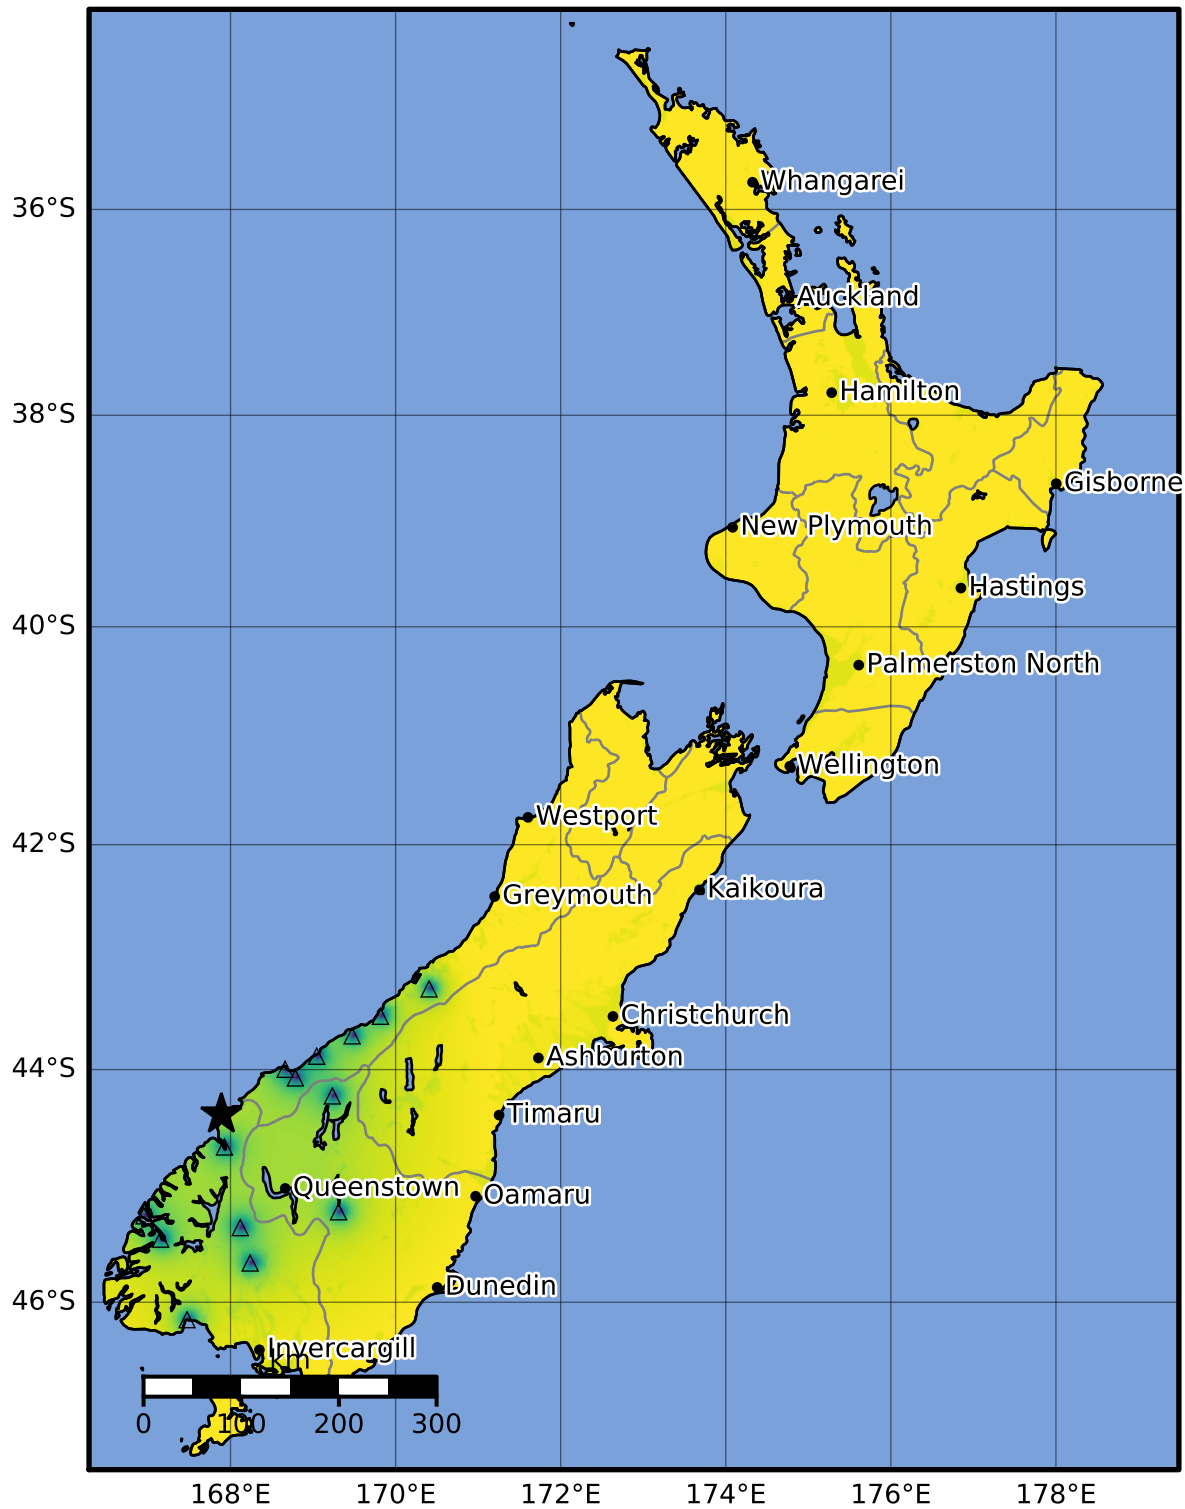 Whangarei
36°S
Auckland
Hamilton
38°S
Gisborne
New Plymouth
Hastings
40°S
Palmerston North
Wellington
Westport
42°S
Kaikoura
Greymouth
Christchurch
Ashburton
44°S
Timaru
Queenstown
Oamaru
Dunedin
46°S
Invercargill
km
0 100 200 300
168°E 170°E 172°E 174°E 176°E 178°E